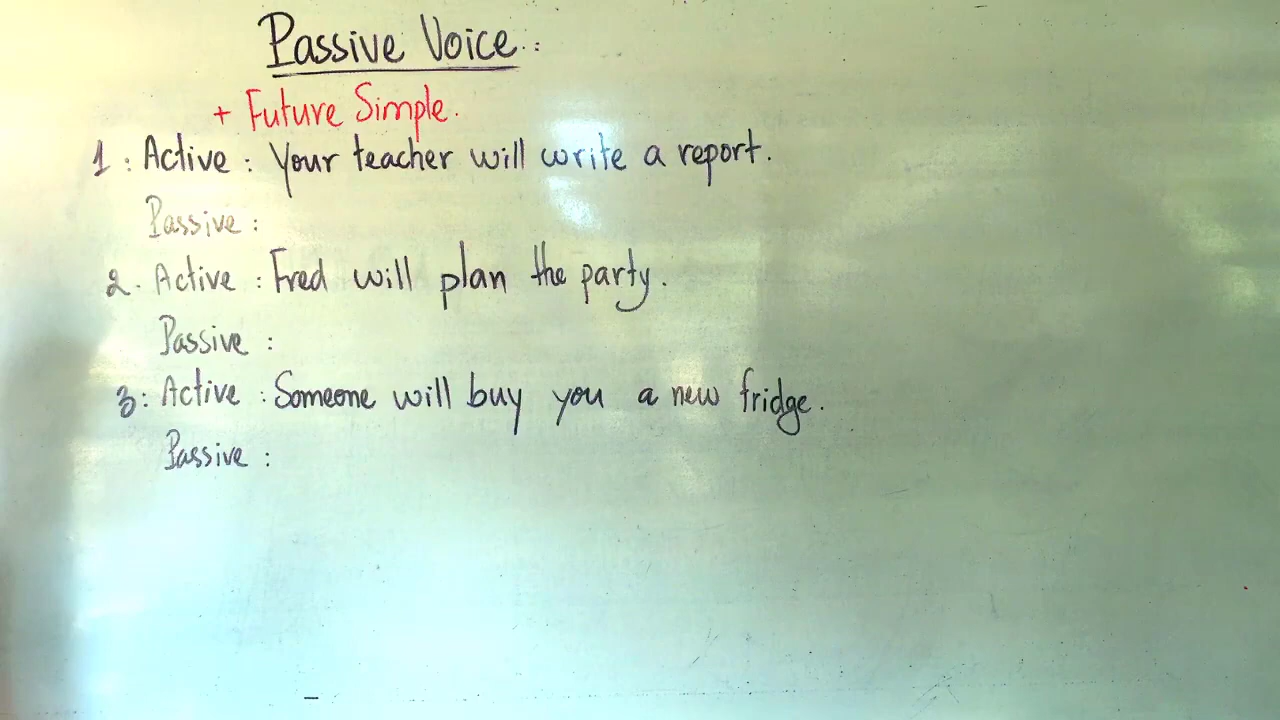 Passive Voice :
+ Future Simple.
1 : Active : Your teacher will write a report.
Passive :
2. Active : Fred will plan the party.
Passive :
3 : Active : Someone will buy you a new fridge.
Passive :